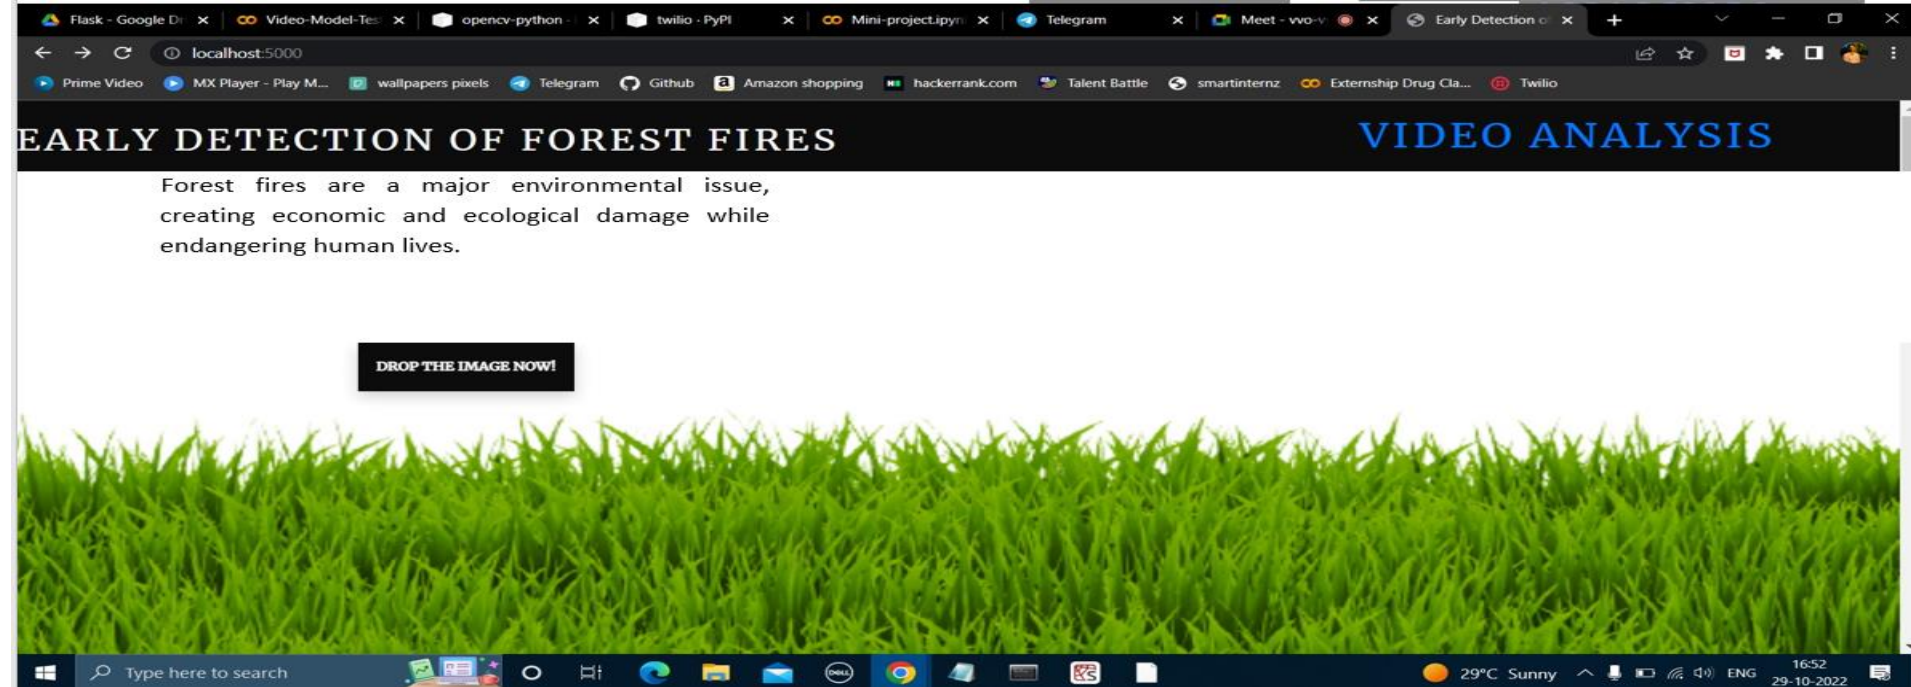 Flask - Google Dr
Video-Model-Tes
opencv-python -
twilio · PyPI
Mini-project.ipyn
Telegram
Meet - vvo-v
Early Detection o
localhost:5000
Prime Video
MX Player - Play M...
wallpapers pixels
Telegram
Github
Amazon shopping
hackerrank.com
Talent Battle
smartinternz
Externship Drug Cla...
Twilio
EARLY DETECTION OF FOREST FIRES
VIDEO ANALYSIS
Forest fires are a major environmental issue,
creating economic and ecological damage while
endangering human lives.
DROP THE IMAGE NOW!
Type here to search
DELL
29°C Sunny
ENG
16:52
29-10-2022